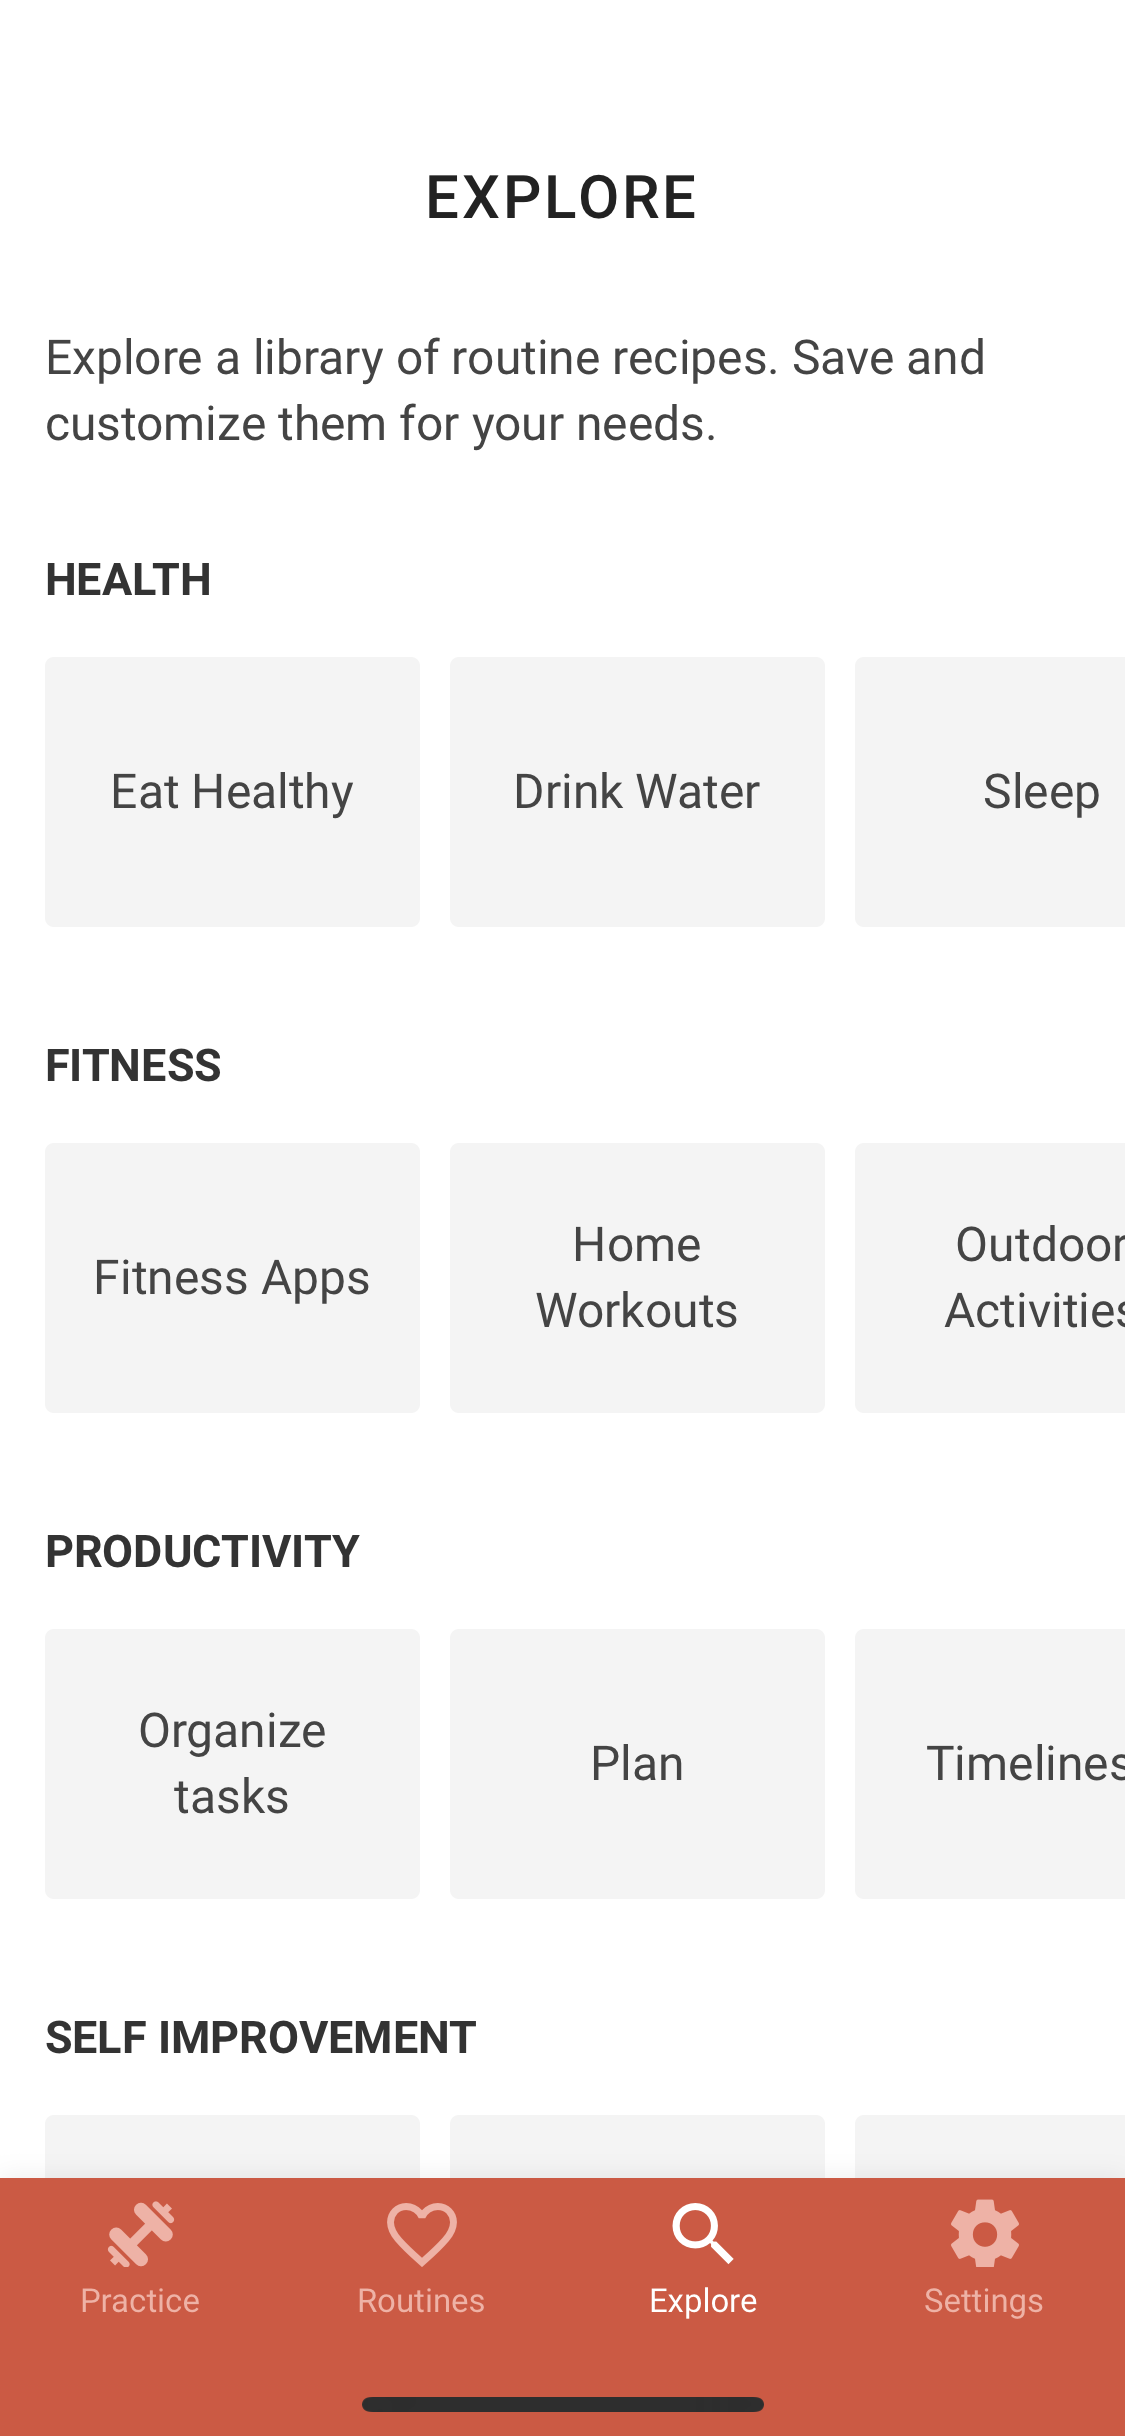 EXPLORE
Explore a library of routine recipes. Save and
customize them for your needs.
HEALTH
Eat Healthy
Drink Water
Sleep
FITNESS
Fitness Apps
Home
Workouts
Outdoor
Activities
PRODUCTIVITY
Organize
tasks
Plan
Timelines
SELF IMPROVEMENT
Practice
Routines
Explore
Settings